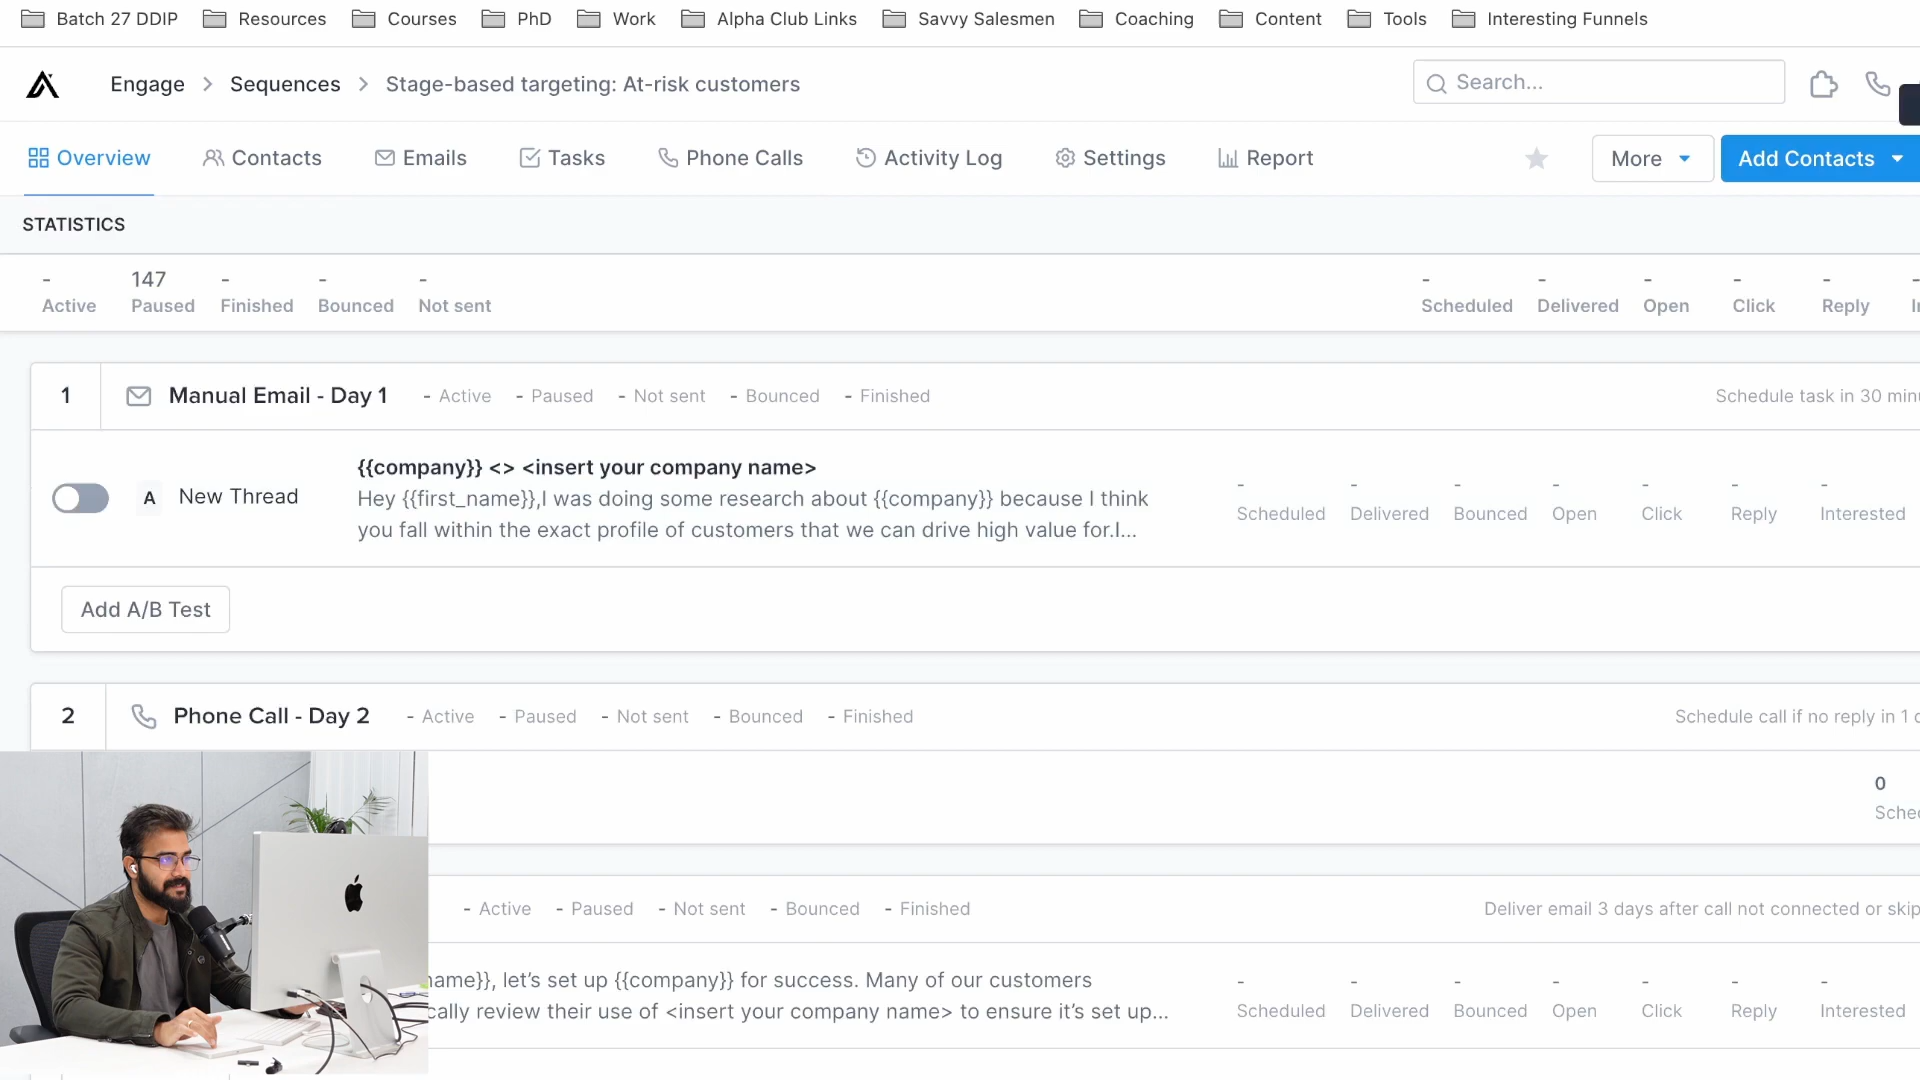 Batch 27 DDIP Resources Courses PhD Work Alpha Club Links Savvy Salesmen Coaching Content Tools Interesting Funnels
Engage > Sequences > Stage-based targeting: At-risk customers Search...
Overview Contacts Emails Tasks Phone Calls Activity Log Settings Report More Add Contacts
STATISTICS
- 147 - - - - - - - - -
Active Paused Finished Bounced Not sent Scheduled Delivered Open Click Reply
1 Manual Email - Day 1 - Active - Paused - Not sent - Bounced - Finished Schedule task in 30 minu
{{company}} <> <insert your company name>
A New Thread Hey {{first_name}},I was doing some research about {{company}} because I think
you fall within the exact profile of customers that we can drive high value for.I...
- - - - - - -
Scheduled Delivered Bounced Open Click Reply Interested
Add A/B Test
2 Phone Call - Day 2 - Active - Paused - Not sent - Bounced - Finished Schedule call if no reply in 1
0
Sche
- Active - Paused - Not sent - Bounced - Finished Deliver email 3 days after call not connected or skip
name}}, let's set up {{company}} for success. Many of our customers
cally review their use of <insert your company name> to ensure it's set up...
- - - - - - -
Scheduled Delivered Bounced Open Click Reply Interested